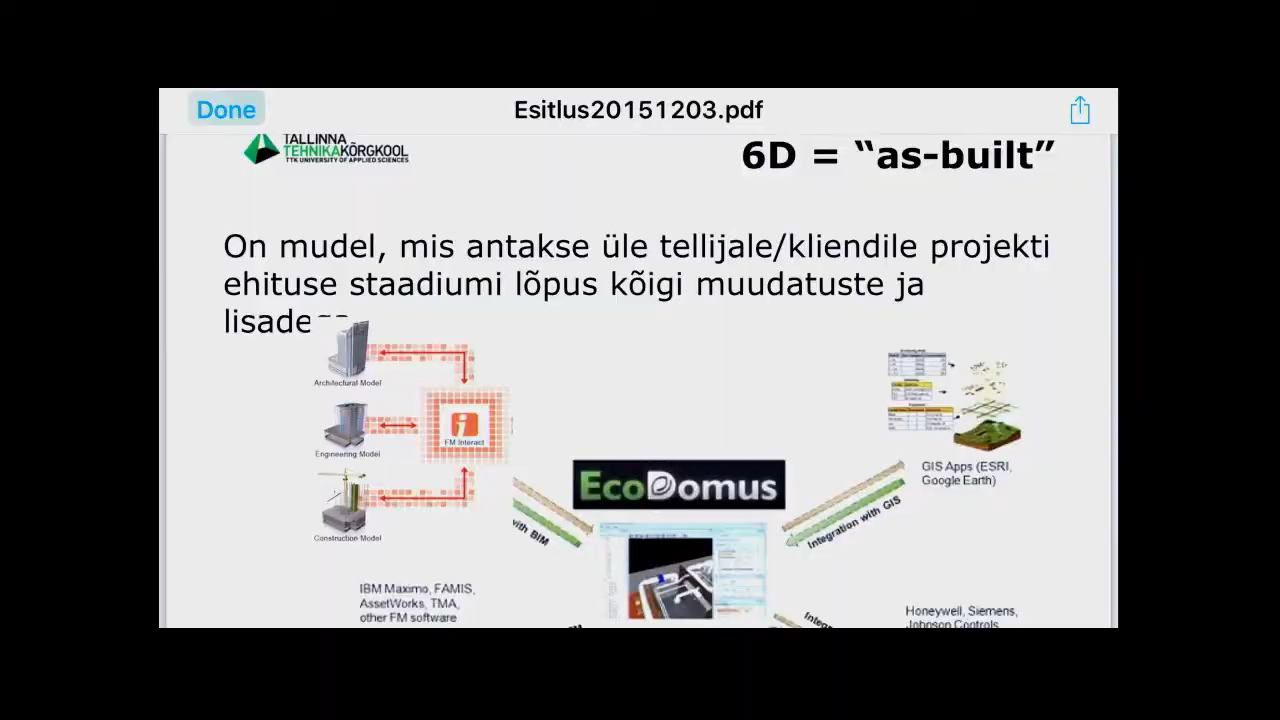 Done
Esitlus20151203.pdf
TALLINNA
TEHNIKAKÕRGKOOL
TTK UNIVERSITY OF APPLIED SCIENCES
6D = “as-built”
On mudel, mis antakse üle tellijale/kliendile projekti
ehituse staadiumi lõpus kõigi muudatuste ja
Architectural Model
FM Interact
Engineering Model
Construction Model
EcoDomus
GIS Apps (ESRI,
Google Earth)
with BIM
Integration with GIS
IBM Maximo, FAMIS,
AssetWorks, TMA,
other FM software
Honeywell, Siemens,
Johnson Controls